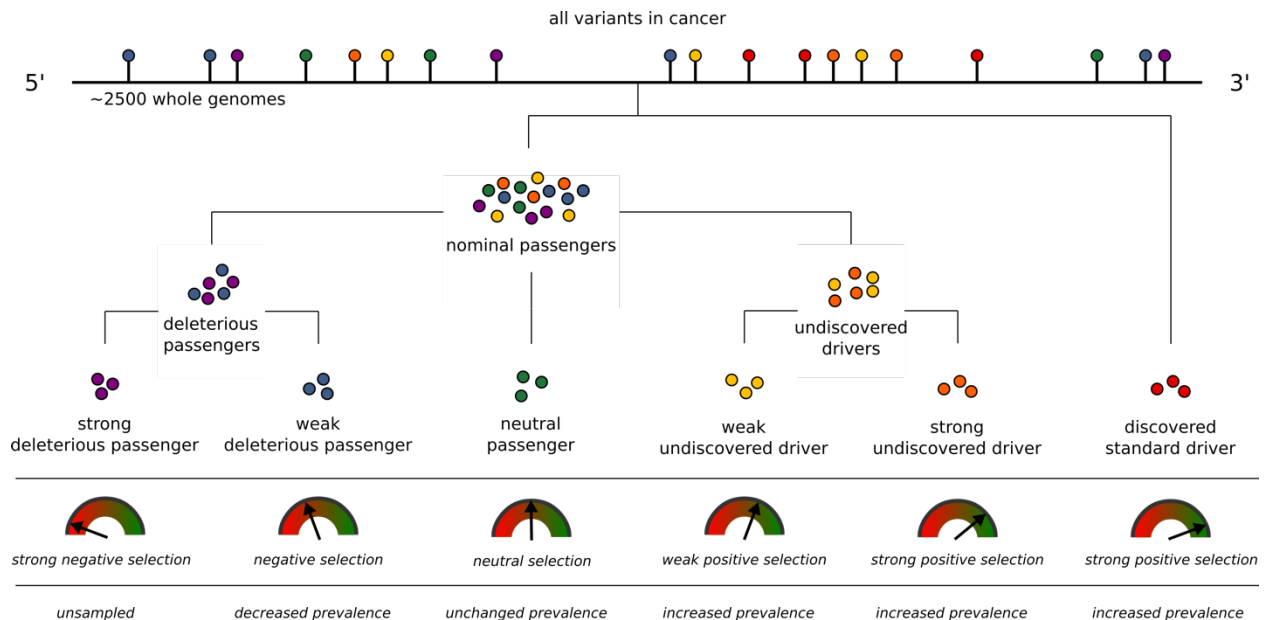 all variants in cancer
5'
3'
~2500 whole genomes
nominal passengers
deleterious
passengers
undiscovered
drivers
strong
deleterious passenger
weak
deleterious passenger
neutral
passenger
weak
undiscovered driver
strong
undiscovered driver
discovered
standard driver
strong negative selection
negative selection
neutral selection
weak positive selection
strong positive selection
strong positive selection
unsampled
decreased prevalence
unchanged prevalence
increased prevalence
increased prevalence
increased prevalence